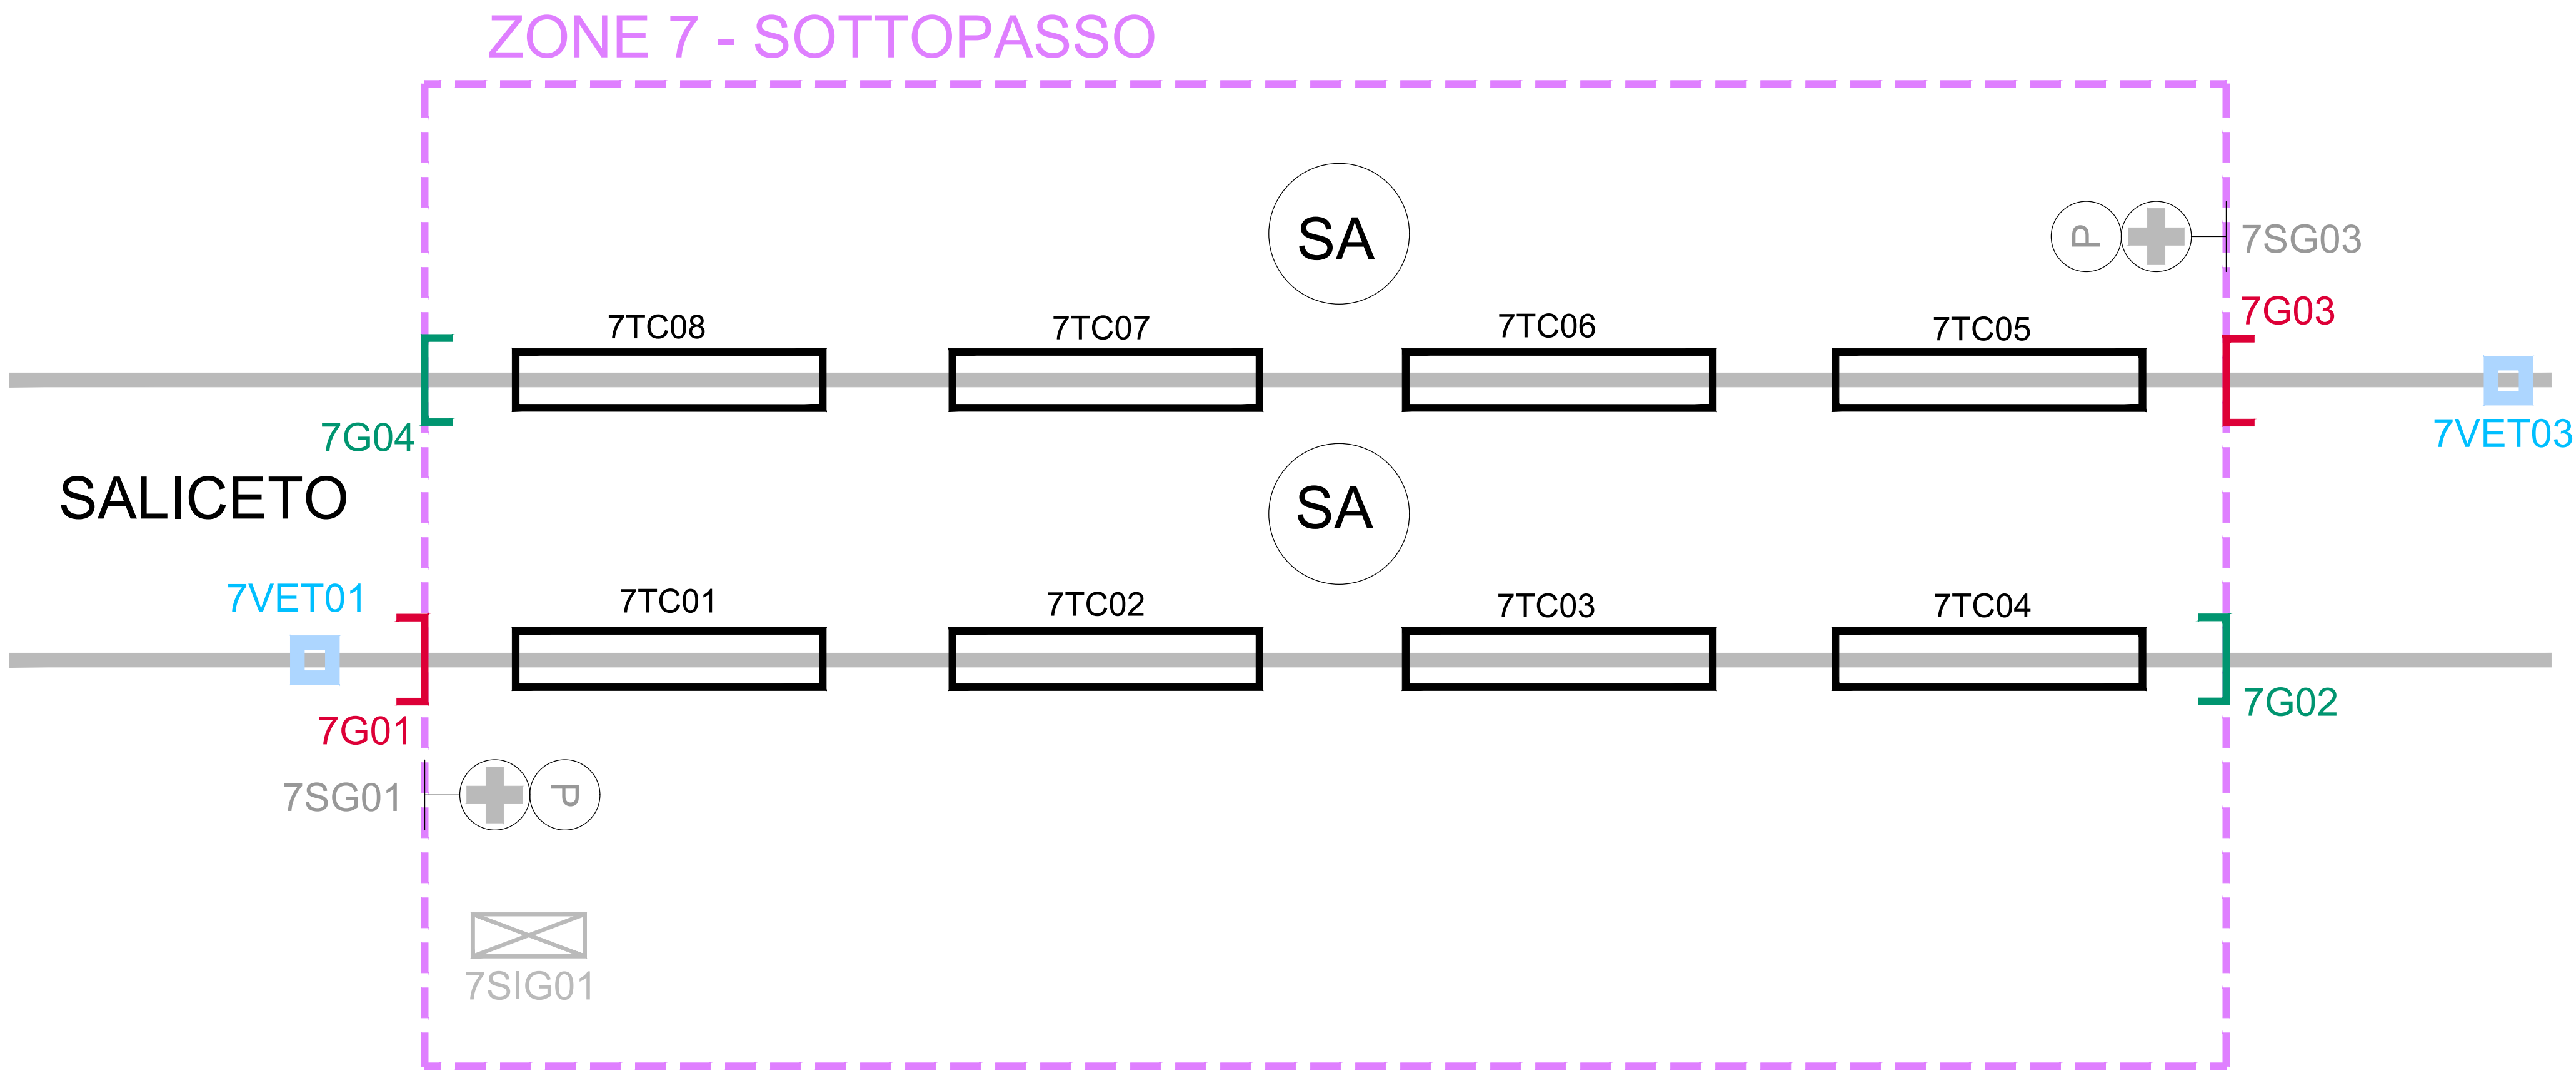 ZONE 7 - SOTTOPASSO
SA
P
7SG03
7G03
7TC08
7TC07
7TC06
7TC05
7G04
7VET03
SALICETO
SA
7VET01
7TC01
7TC02
7TC03
7TC04
7G01
7G02
7SG01
P
7SIG01